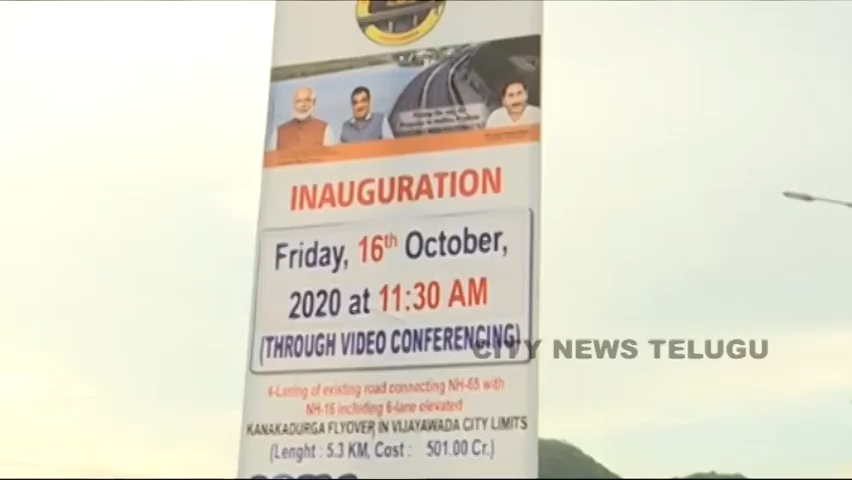 INAUGURATION
Friday, 16th October,
2020 at 11:30 AM
(THROUGH VIDEO CONFERENCING)
CITY NEWS TELUGU
4-Laning of existing road connecting NH-65 with
NH-16 including 6-lane elevated
KANAKADURGA FLYOVER IN VIJAYAWADA CITY LIMITS
(Lenght : 5.3 KM, Cost : 501.00 Cr.)